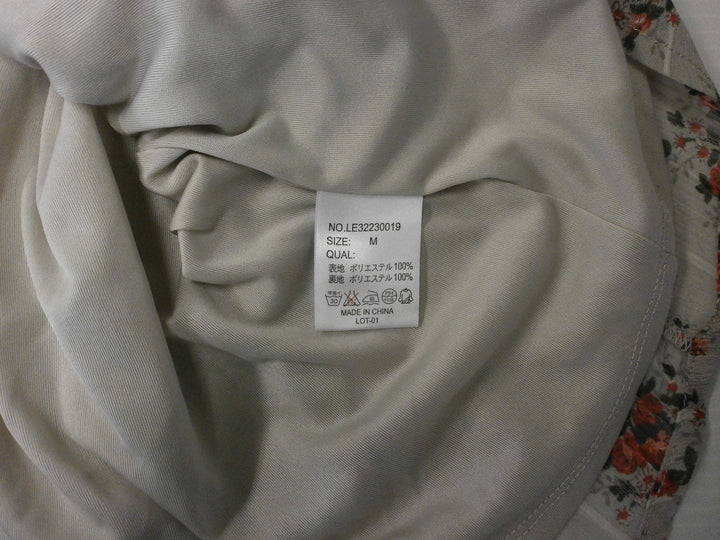 NO.LE32230019
SIZE: M
QUAL:
表地 ポリエステル100%
裏地 ポリエステル100%
30
MADE IN CHINA
LOT-01